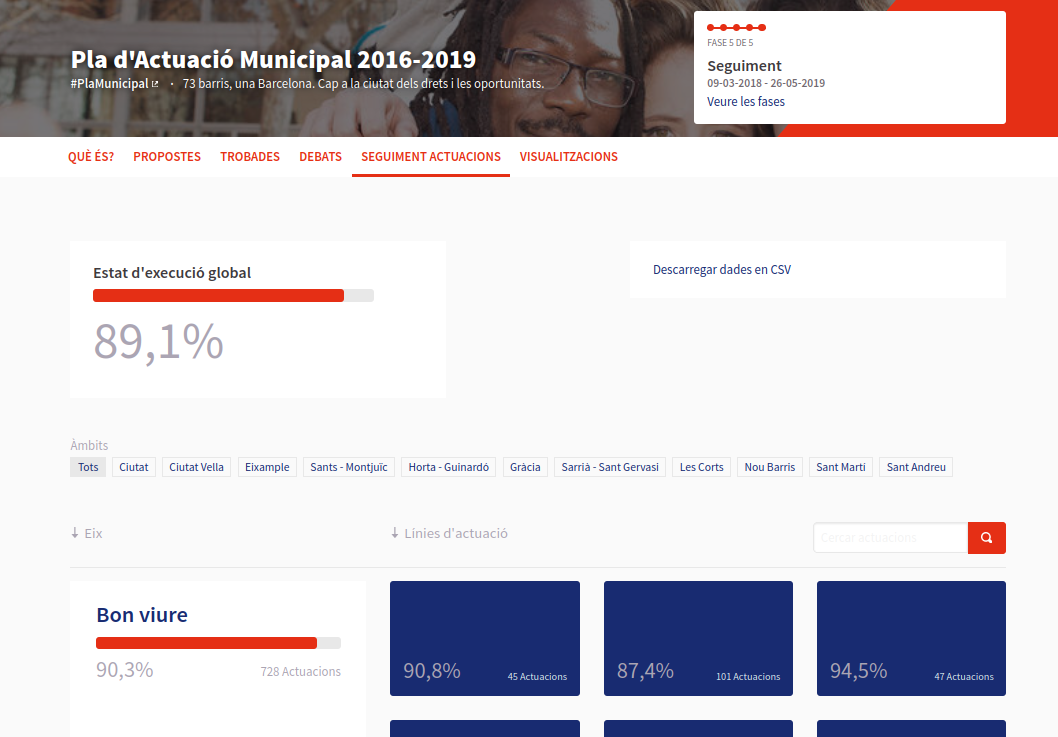 Pla d'Actuació Municipal 2016-2019
#PlaMunicipal · 73 barris, una Barcelona. Cap a la ciutat dels drets i les oportunitats.
FASE 5 DE 5
Seguiment
09-03-2018 - 26-05-2019
Veure les fases
QUÈ ÉS? PROPOSTES TROBADES DEBATS SEGUIMENT ACTUACIONS VISUALITZACIONS
Estat d'execució global
89,1%
Descarregar dades en CSV
Àmbits
Tots Ciutat Ciutat Vella Eixample Sants - Montjuïc Horta - Guinardó Gràcia Sarrià - Sant Gervasi Les Corts Nou Barris Sant Martí Sant Andreu
↓ Eix ↓ Línies d'actuació Cercar actuacions
Bon viure
90,3% 728 Actuacions
90,8% 45 Actuacions
87,4% 101 Actuacions
94,5% 47 Actuacions